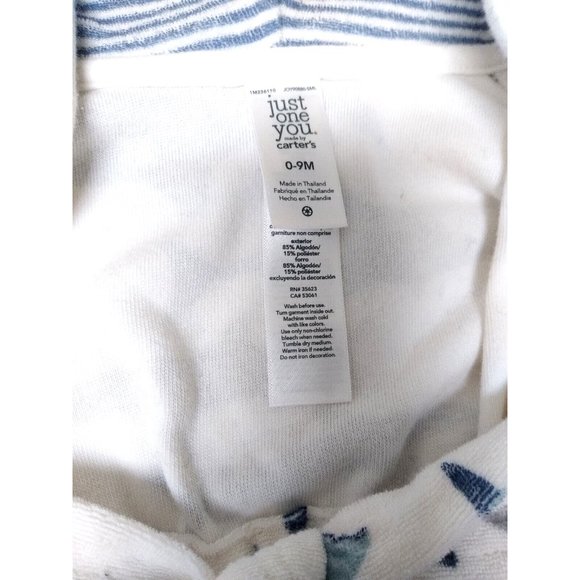 just
one
you.
made by
carter's
0-9M
Made in Thailand
Fabriqué en Thaïlande
Hecho en Tailandia
garniture non comprise
exterior
85% Algodón/
15% poliéster
forro
85% Algodón/
15% poliéster
excluyendo la decoración
RN# 35623
CA# 53061
Wash before use.
Turn garment inside out.
Machine wash cold
with like colors.
Use only non-chlorine
bleach when needed.
Tumble dry medium.
Warm iron if needed.
Do not iron decoration.